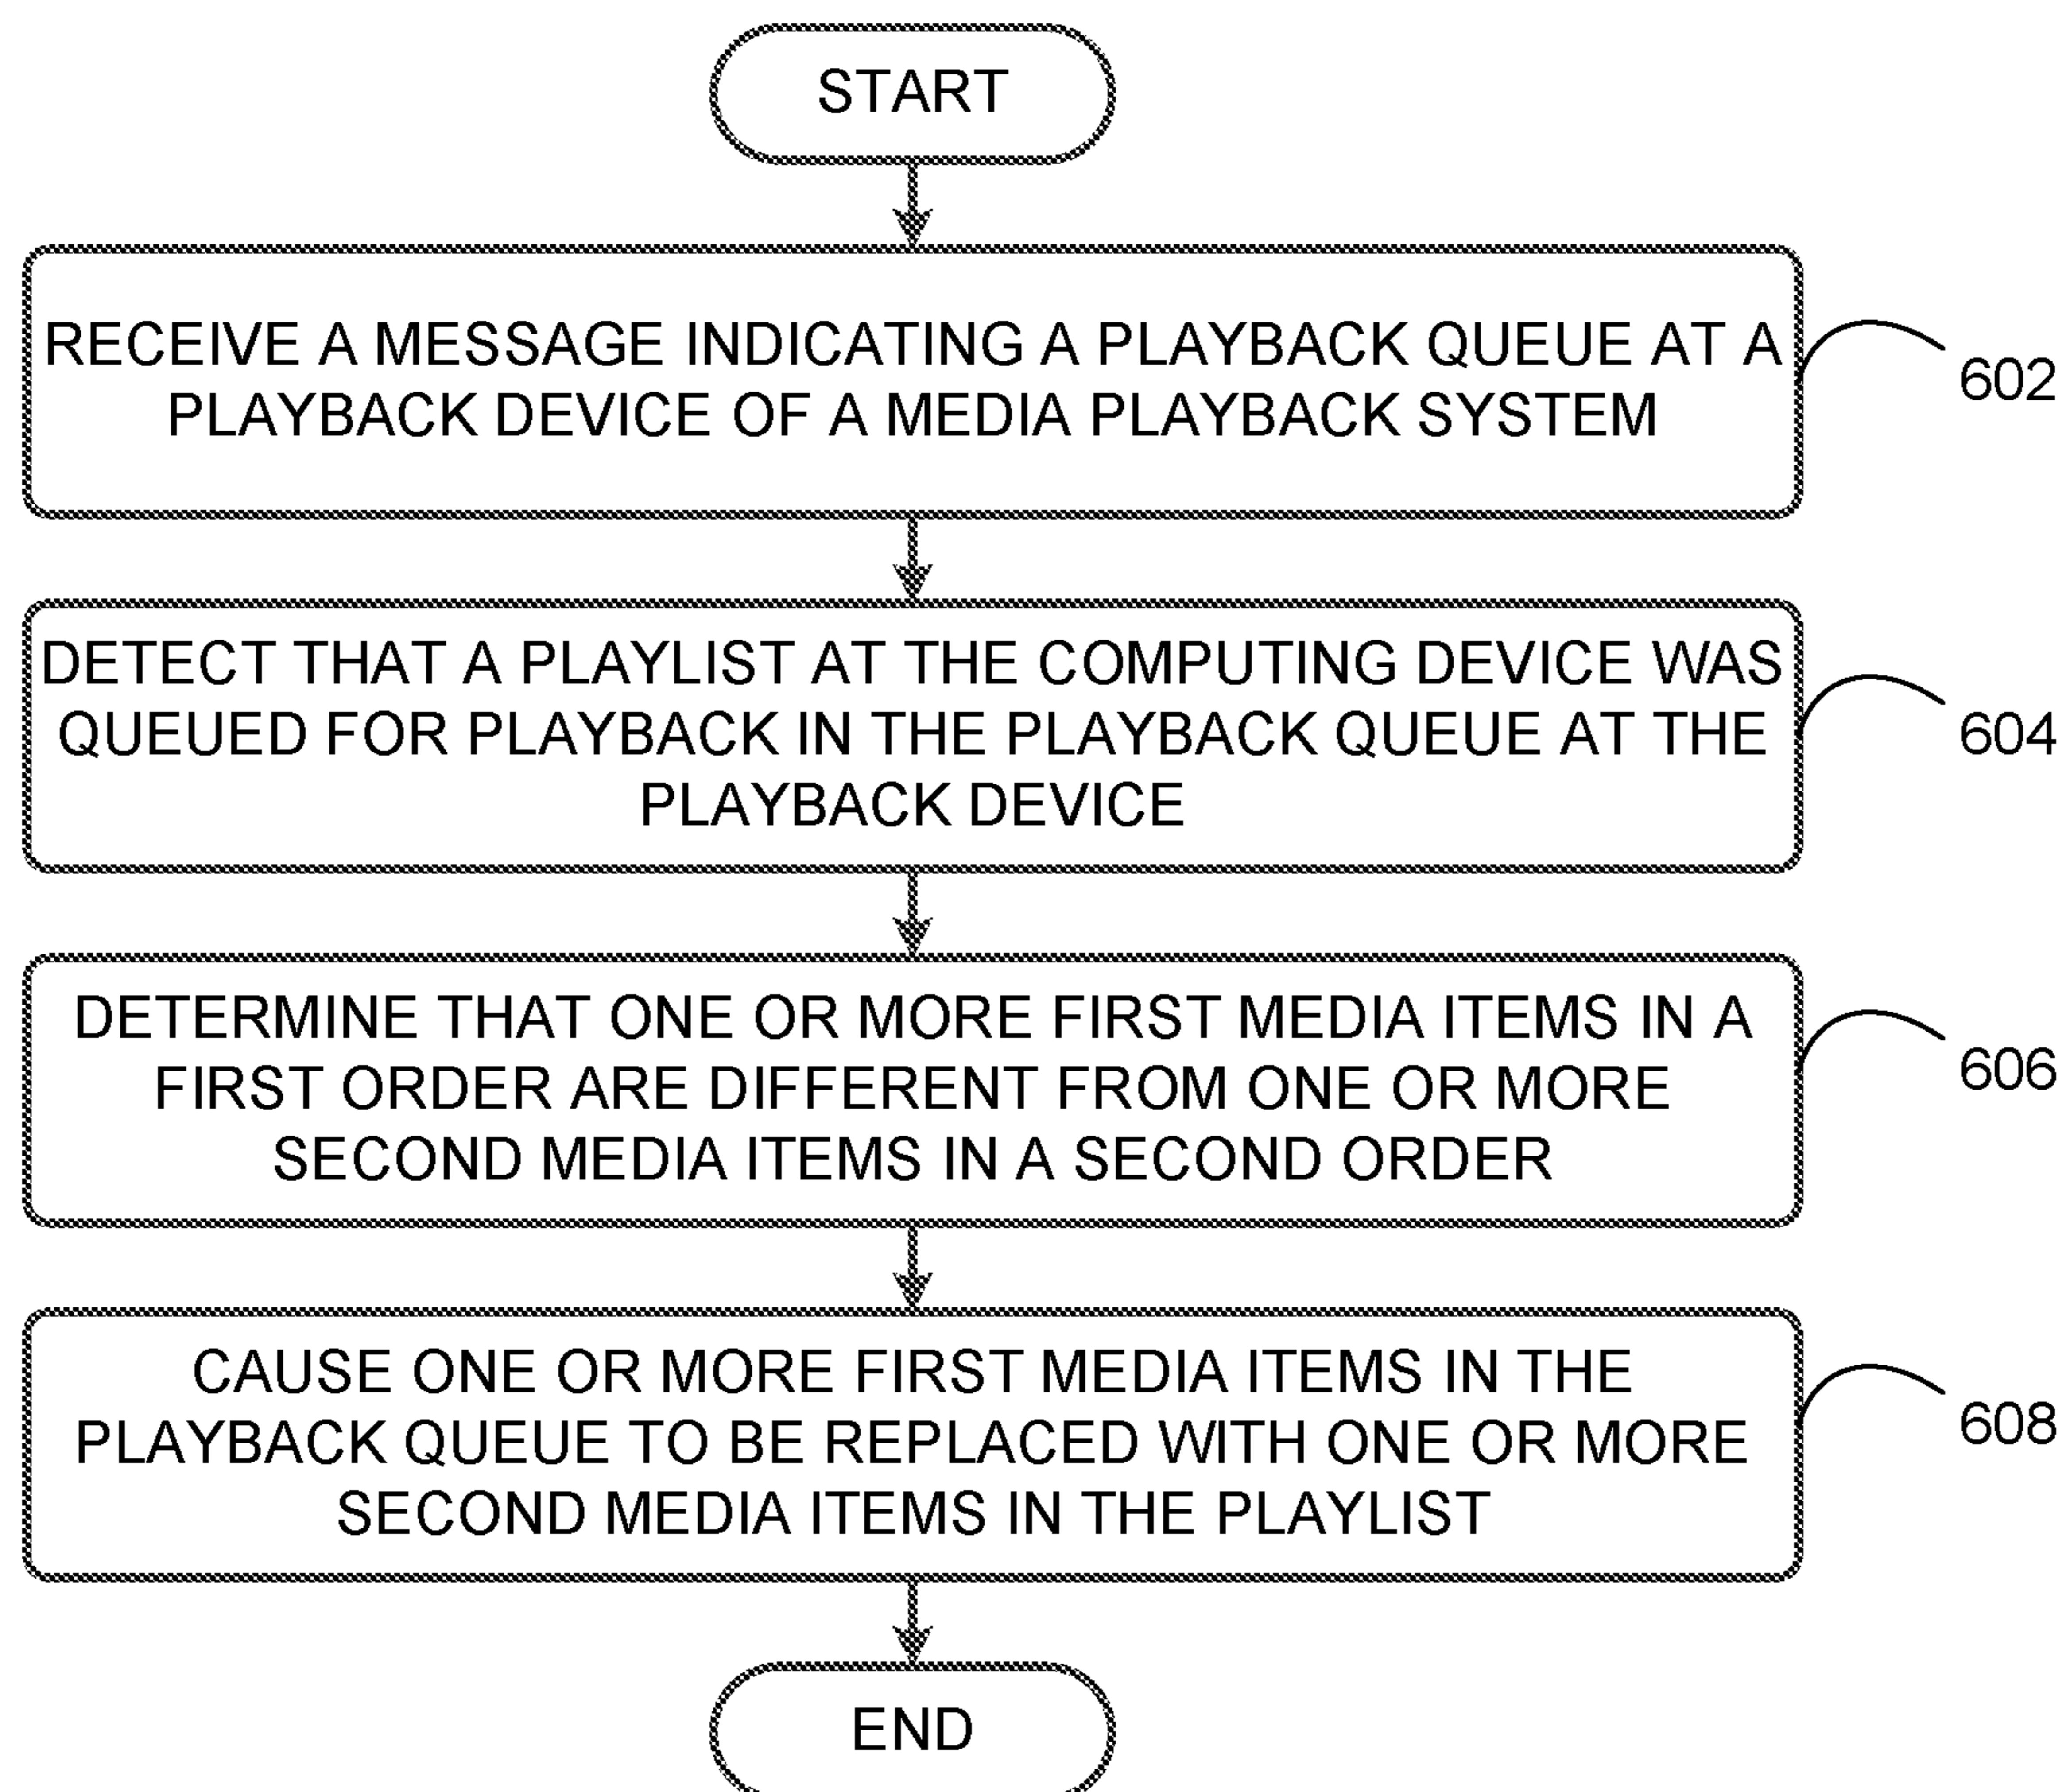 START
RECEIVE A MESSAGE INDICATING A PLAYBACK QUEUE AT A
PLAYBACK DEVICE OF A MEDIA PLAYBACK SYSTEM
602
DETECT THAT A PLAYLIST AT THE COMPUTING DEVICE WAS
QUEUED FOR PLAYBACK IN THE PLAYBACK QUEUE AT THE
PLAYBACK DEVICE
604
DETERMINE THAT ONE OR MORE FIRST MEDIA ITEMS IN A
FIRST ORDER ARE DIFFERENT FROM ONE OR MORE
SECOND MEDIA ITEMS IN A SECOND ORDER
606
CAUSE ONE OR MORE FIRST MEDIA ITEMS IN THE
PLAYBACK QUEUE TO BE REPLACED WITH ONE OR MORE
SECOND MEDIA ITEMS IN THE PLAYLIST
608
END